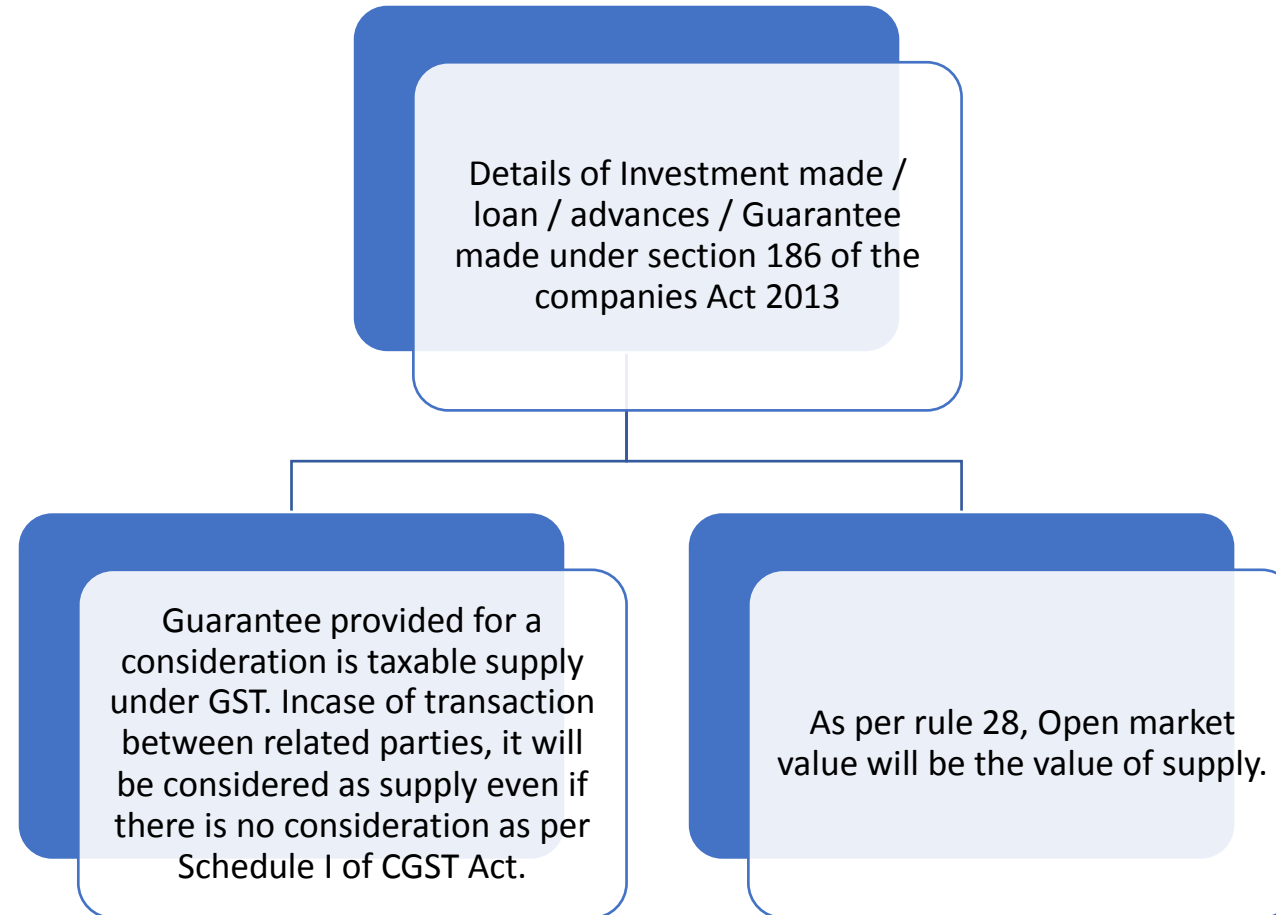 Details of Investment made /
loan / advances / Guarantee
made under section 186 of the
companies Act 2013
Guarantee provided for a
consideration is taxable supply
under GST. Incase of transaction
between related parties, it will
be considered as supply even if
there is no consideration as per
Schedule I of CGST Act.
As per rule 28, Open market
value will be the value of supply.